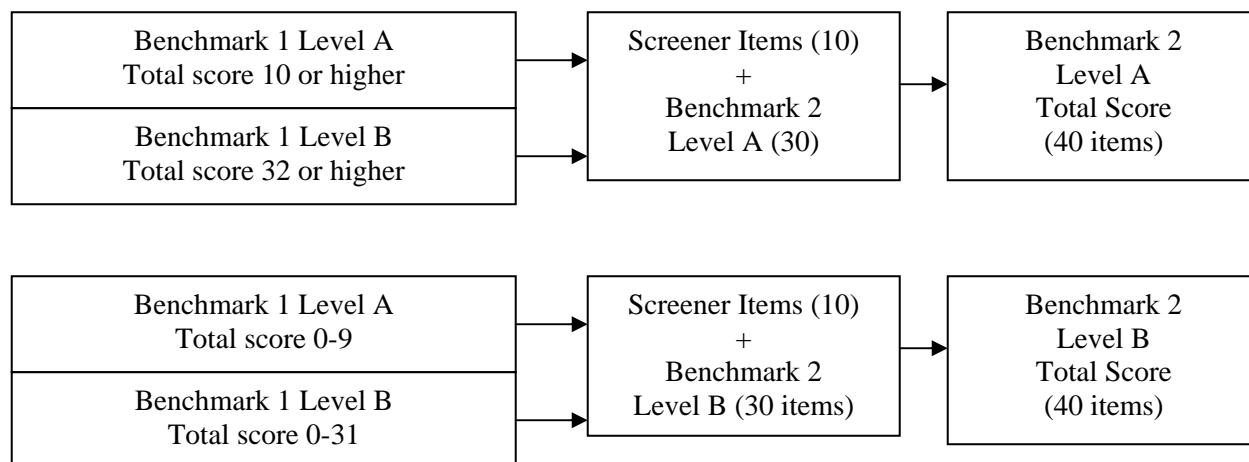 Benchmark 1 Level A
Total score 10 or higher
Benchmark 1 Level B
Total score 32 or higher
Screener Items (10)
+
Benchmark 2
Level A (30)
Benchmark 2
Level A
Total Score
(40 items)
Benchmark 1 Level A
Total score 0-9
Benchmark 1 Level B
Total score 0-31
Screener Items (10)
+
Benchmark 2
Level B (30 items)
Benchmark 2
Level B
Total Score
(40 items)